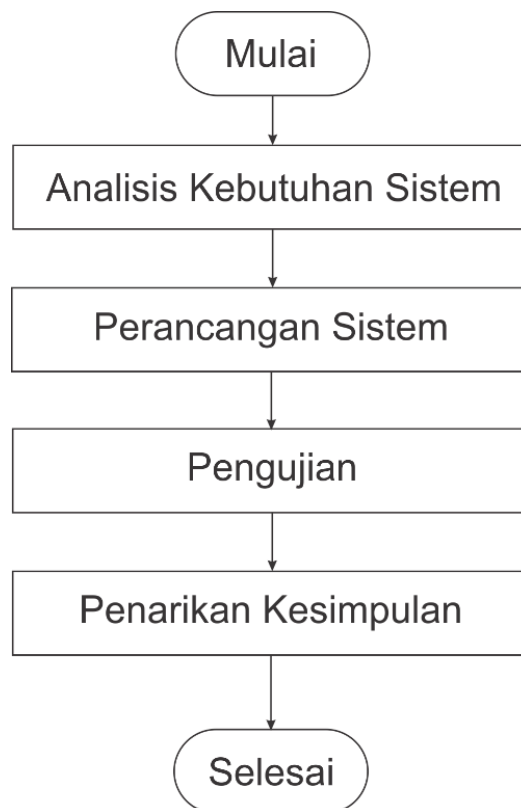 Mulai
Analisis Kebutuhan Sistem
Perancangan Sistem
Pengujian
Penarikan Kesimpulan
Selesai